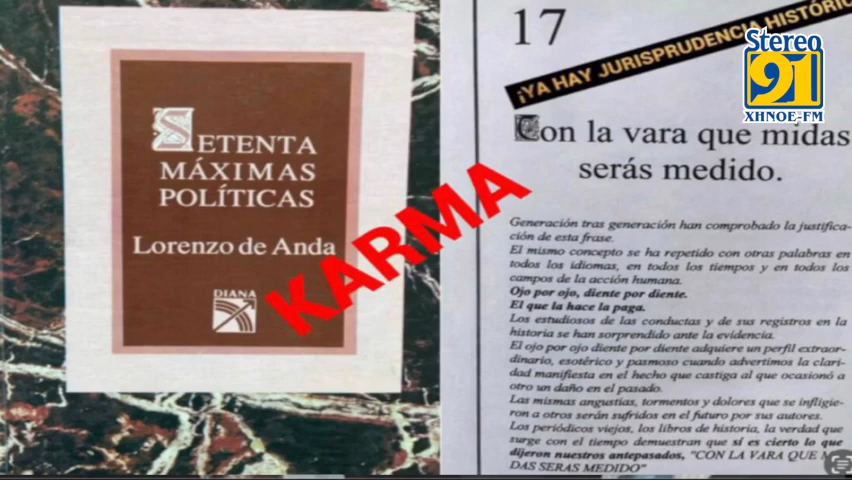 SETENTA
MÁXIMAS
POLÍTICAS
Lorenzo de Anda
DIANA
KARMA
17
¡YA HAY JURISPRUDENCIA HISTÓRIC
Stereo
91
XHNOE-FM
Con la vara que midas
serás medido.
Generación tras generación han comprobado la justifica-
ción de esta frase.
El mismo concepto se ha repetido con otras palabras en
todos los idiomas, en todos los tiempos y en todos los
campos de la acción humana.
Ojo por ojo, diente por diente.
El que la hace la paga.
Los estudiosos de las conductas y de sus registros en la
historia se han sorprendido ante la evidencia.
El ojo por ojo diente por diente adquiere un perfil extraor-
dinario, esotérico y pasmoso cuando advertimos la clari-
dad manifiesta en el hecho que castiga al que ocasionó a
otro un daño en el pasado.
Las mismas angustias, tormentos y dolores que se infligie-
ron a otros serán sufridos en el futuro por sus autores.
Los periódicos viejos, los libros de historia, la verdad que
surge con el tiempo demuestran que sí es cierto lo que
dijeron nuestros antepasados, "CON LA VARA QUE M
DAS SERAS MEDIDO"